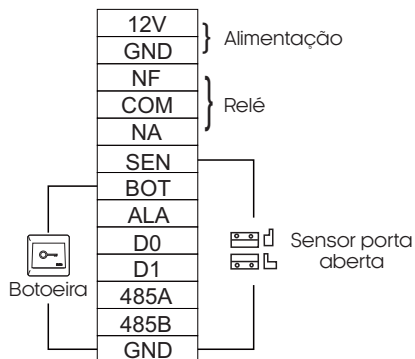 12V
GND
Alimentação
NF
COM
Relé
NA
SEN
BOT
ALA
D0
D1
Sensor porta
aberta
Botoeira
485A
485B
GND